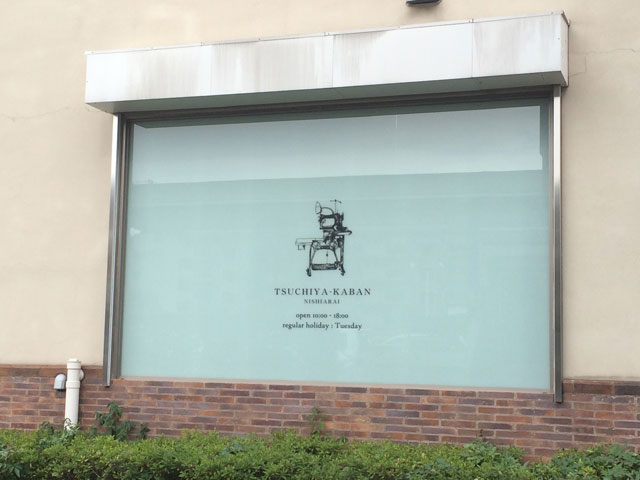 TSUCHIYA-KABAN
NISHIARAI
open 10:00 - 18:00
regular holiday : Tuesday